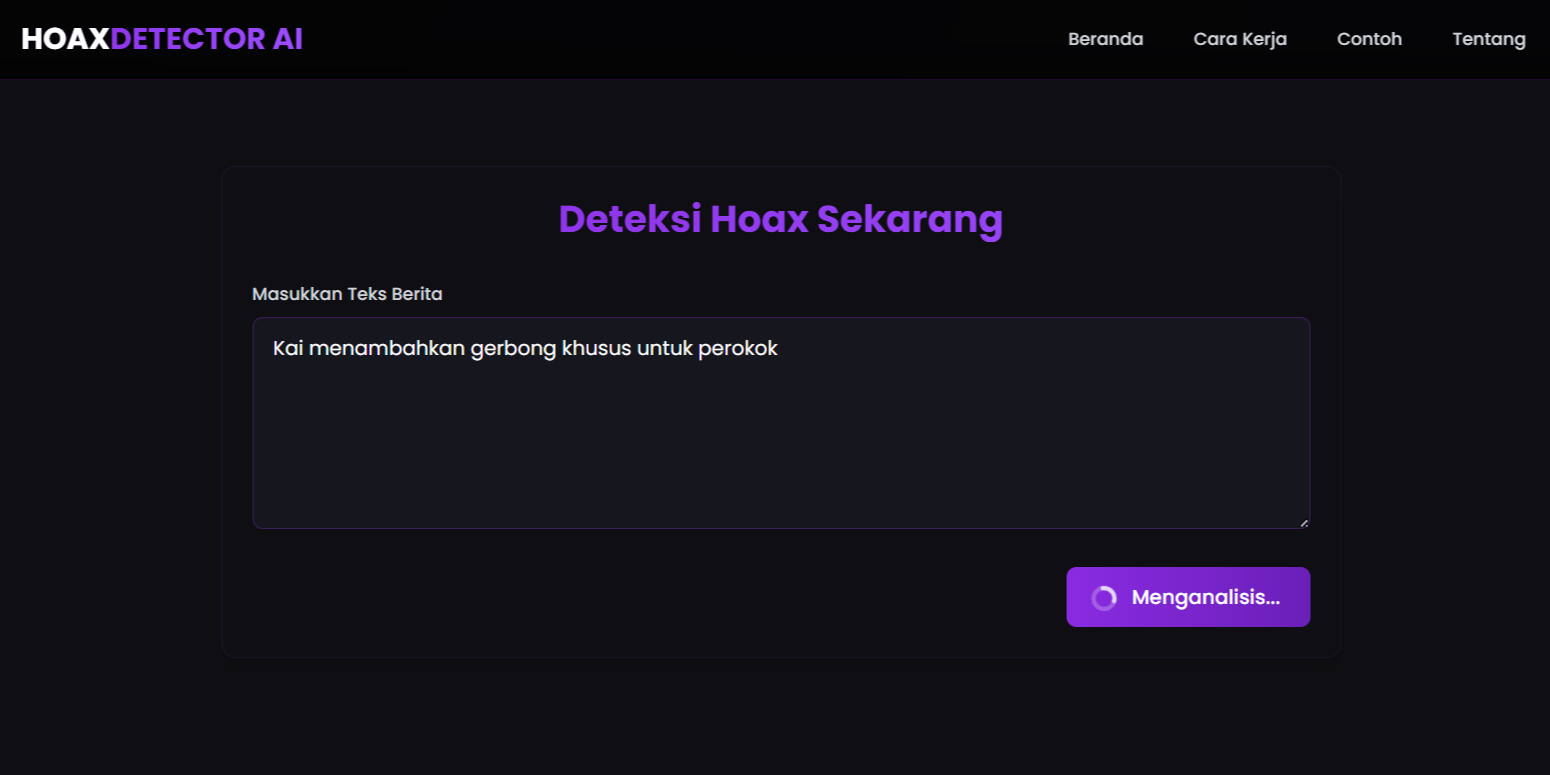 HOAXDETECTOR AI
Beranda
Cara Kerja
Contoh
Tentang
Deteksi Hoax Sekarang
Masukkan Teks Berita
Kai menambahkan gerbong khusus untuk perokok
Menganalisis...